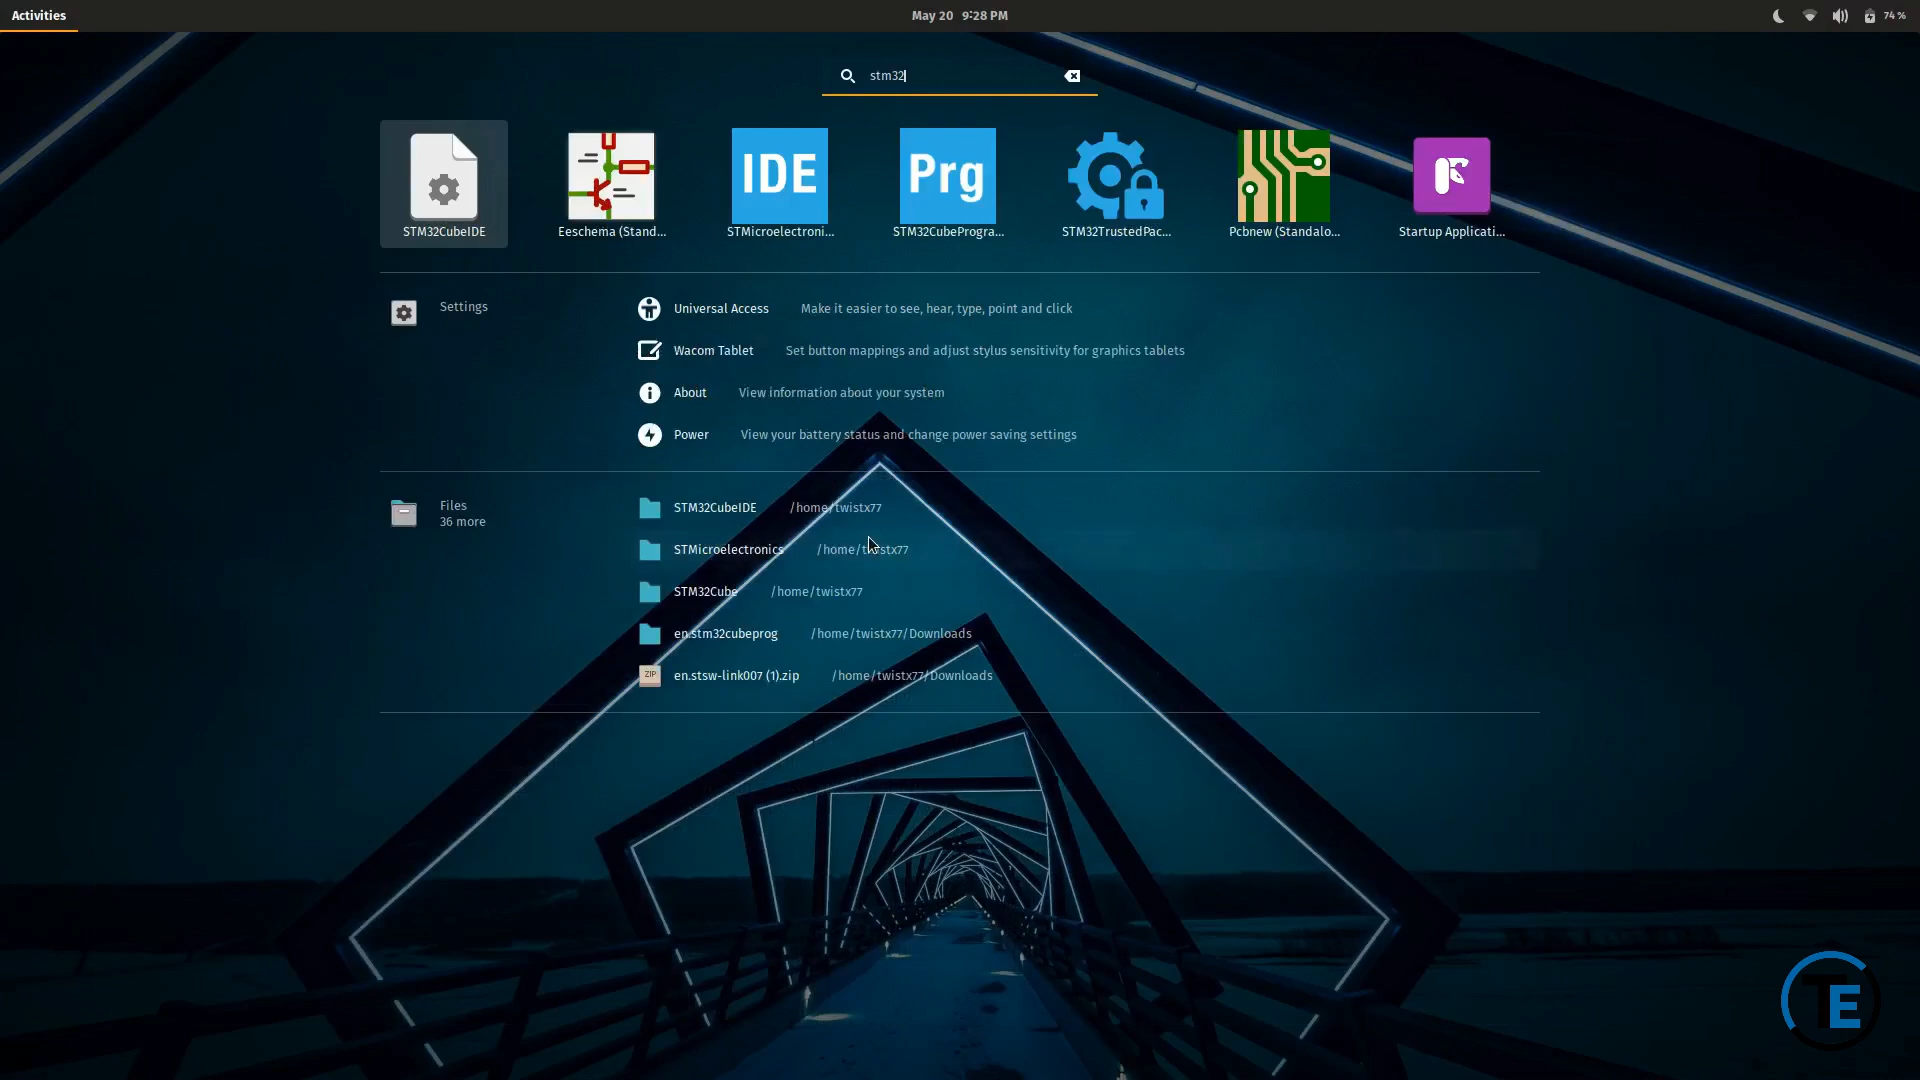 Activities
May 20 9:28 PM
74 %
stm32
IDE
Prg
STM32CubeIDE
Eeschema (Stand...
STMicroelectroni...
STM32CubeProgra...
STM32TrustedPac...
Pcbnew (Standalo...
Startup Applicati...
Settings
Universal Access Make it easier to see, hear, type, point and click
Wacom Tablet Set button mappings and adjust stylus sensitivity for graphics tablets
About View information about your system
Power View your battery status and change power saving settings
Files
36 more
STM32CubeIDE /home/twistx77
STMicroelectronics /home/twistx77
STM32Cube /home/twistx77
en.stm32cubeprog /home/twistx77/Downloads
ZIP
en.stsw-link007 (1).zip /home/twistx77/Downloads
TE